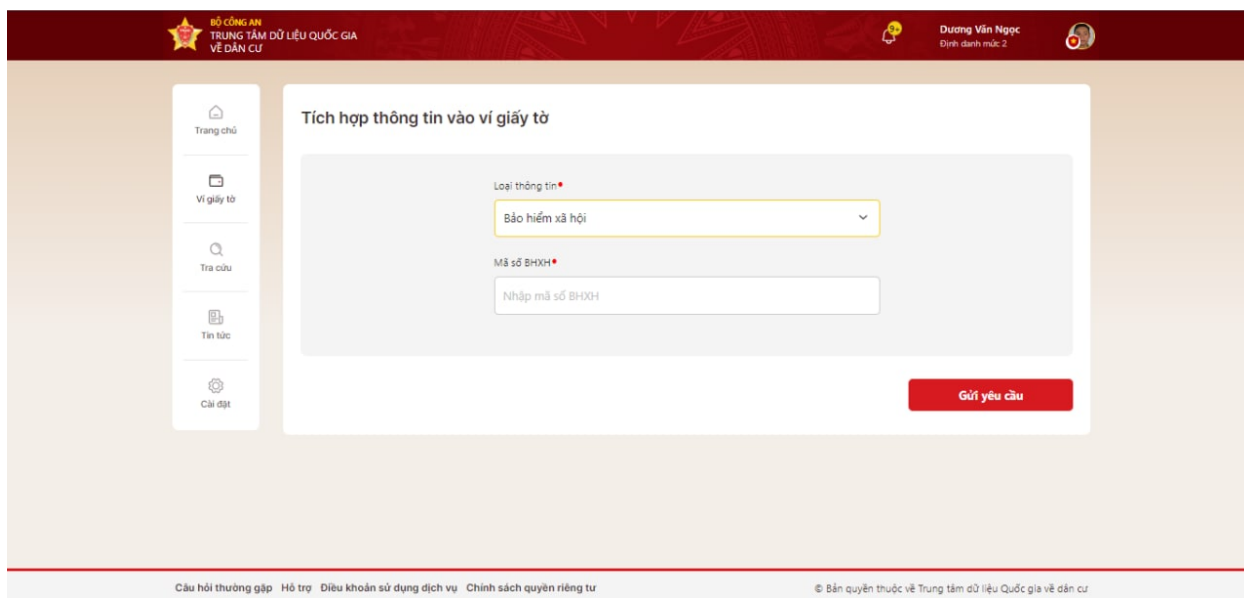 BỘ CÔNG AN
TRUNG TÂM DỮ LIỆU QUỐC GIA
VỀ DÂN CƯ
9+
Dương Văn Ngọc
Định danh mức 2
Trang chủ
Ví giấy tờ
Tra cứu
Tin tức
Cài đặt
Tích hợp thông tin vào ví giấy tờ
Loại thông tin
Bảo hiểm xã hội
Mã số BHXH
Nhập mã số BHXH
Gửi yêu cầu
Câu hỏi thường gặp Hỗ trợ Điều khoản sử dụng dịch vụ Chính sách quyền riêng tư
© Bản quyền thuộc về Trung tâm dữ liệu Quốc gia về dân cư